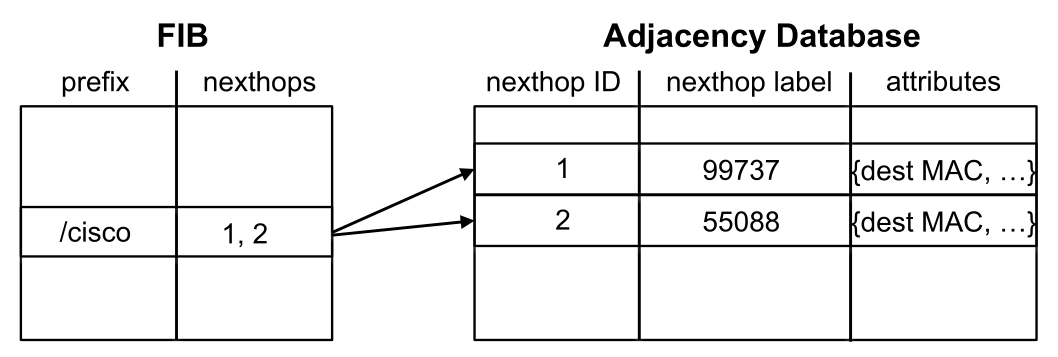 FIB
prefix nexthops
/cisco 1, 2
Adjacency Database
nexthop ID nexthop label attributes
1 99737 {dest MAC, …}
2 55088 {dest MAC, …}